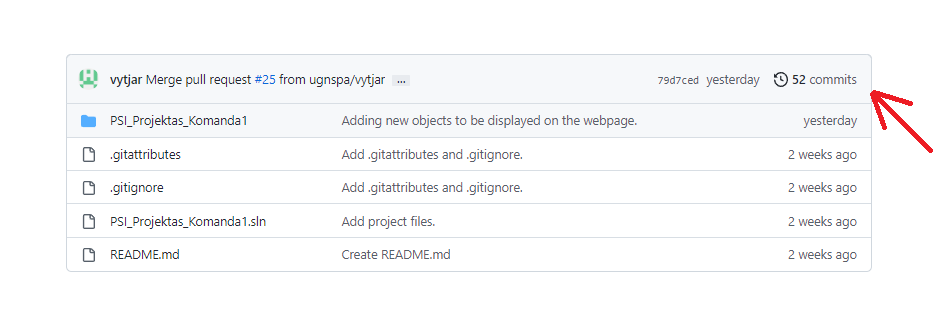 vytjar Merge pull request #25 from ugnspa/vytjar ... 79d7ced yesterday 52 commits
PSI_Projektas_Komanda1 Adding new objects to be displayed on the webpage. yesterday
.gitattributes Add .gitattributes and .gitignore. 2 weeks ago
.gitignore Add .gitattributes and .gitignore. 2 weeks ago
PSI_Projektas_Komanda1.sln Add project files. 2 weeks ago
README.md Create README.md 2 weeks ago